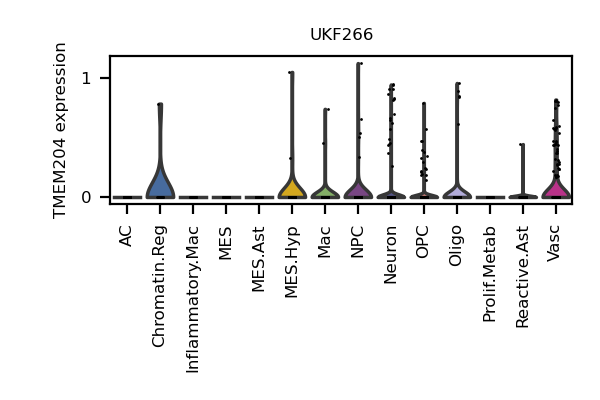 UKF266
TMEM204 expression
1
0
AC
Chromatin.Reg
Inflammatory.Mac
MES
MES.Ast
MES.Hyp
Mac
NPC
Neuron
OPC
Oligo
Prolif.Metab
Reactive.Ast
Vasc